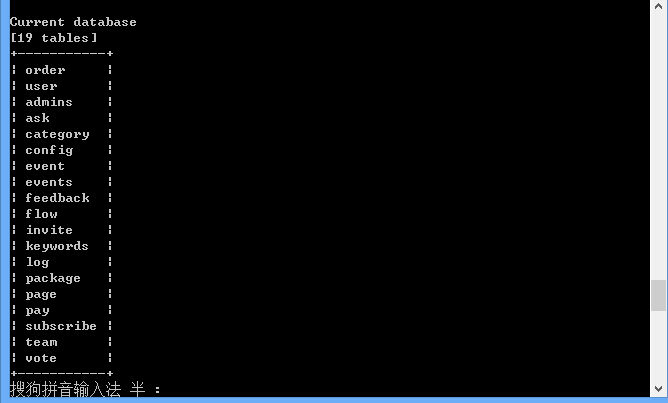 Current database
[19 tables]
+-----------+
| order     |
| user      |
| admins    |
| ask       |
| category  |
| config    |
| event     |
| events    |
| feedback  |
| flow      |
| invite    |
| keywords  |
| log       |
| package   |
| page      |
| pay       |
| subscribe |
| team      |
| vote      |
+-----------+
搜狗拼音输入法 半 :